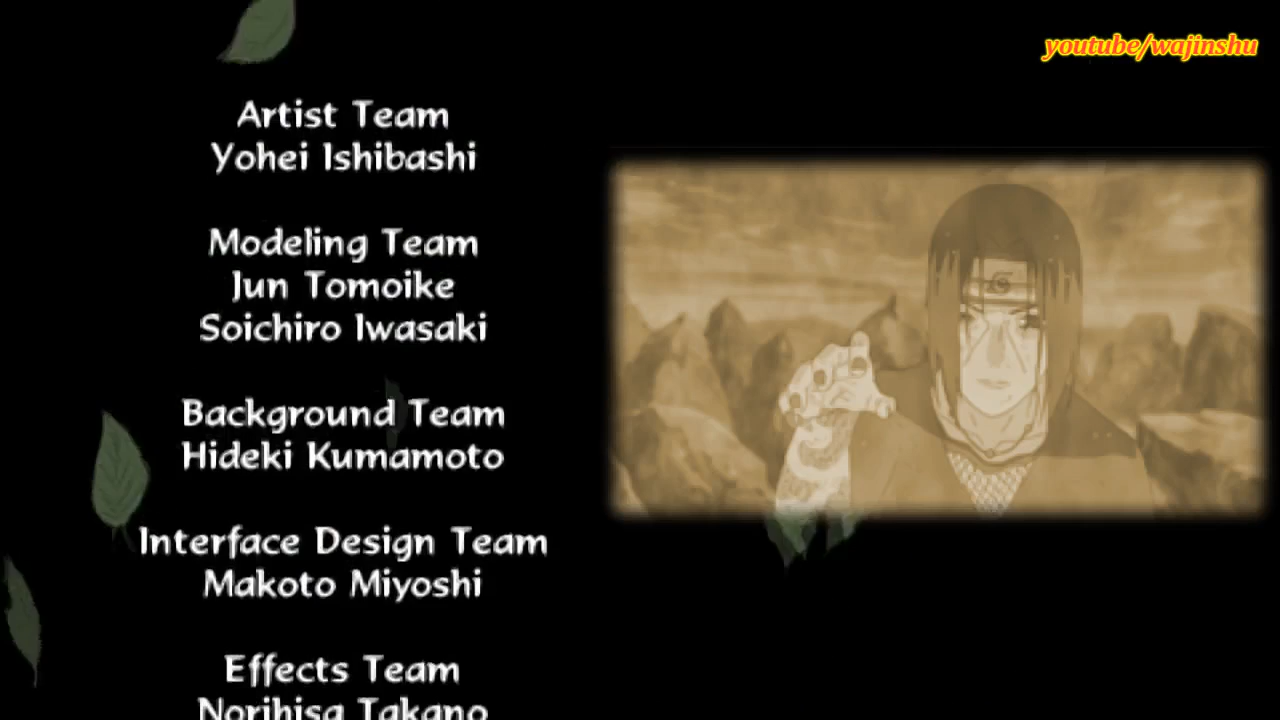 youtube/wajinshu
Artist Team
Yohei Ishibashi
Modeling Team
Jun Tomoike
Soichiro Iwasaki
Background Team
Hideki Kumamoto
Interface Design Team
Makoto Miyoshi
Effects Team
Norihisa Takano